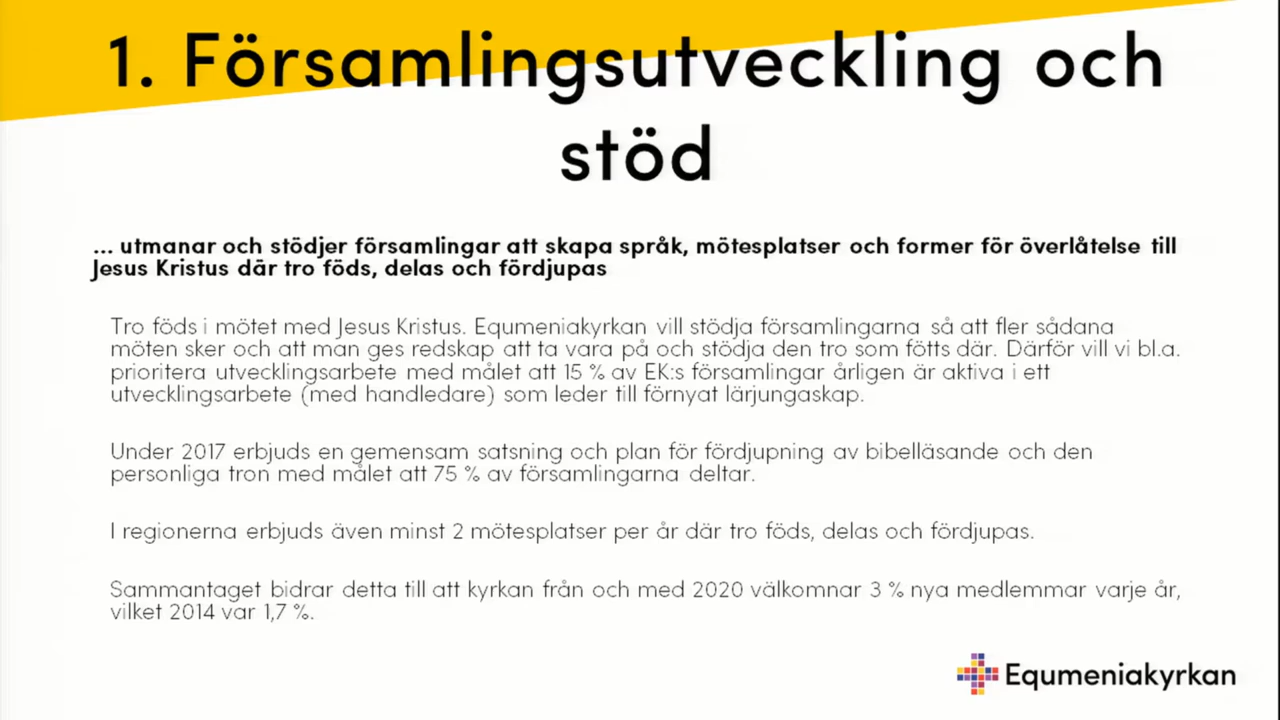 1. Församlingsutveckling och
stöd
... utmanar och stödjer församlingar att skapa språk, mötesplatser och former för överlåtelse till
Jesus Kristus där tro föds, delas och fördjupas
Tro föds i mötet med Jesus Kristus. Equmeniakyrkan vill stödja församlingarna så att fler sådana
möten sker och att man ges redskap att ta vara på och stödja den tro som fötts där. Därför vill vi bl.a.
prioritera utvecklingsarbete med målet att 15 % av EK:s församlingar årligen är aktiva i ett
utvecklingsarbete (med handledare) som leder till förnyat lärjungaskap.
Under 2017 erbjuds en gemensam satsning och plan för fördjupning av bibelläsande och den
personliga tron med målet att 75 % av församlingarna deltar.
I regionerna erbjuds även minst 2 mötesplatser per år där tro föds, delas och fördjupas.
Sammantaget bidrar detta till att kyrkan från och med 2020 välkomnar 3 % nya medlemmar varje år,
vilket 2014 var 1,7 %.
Equmeniakyrkan